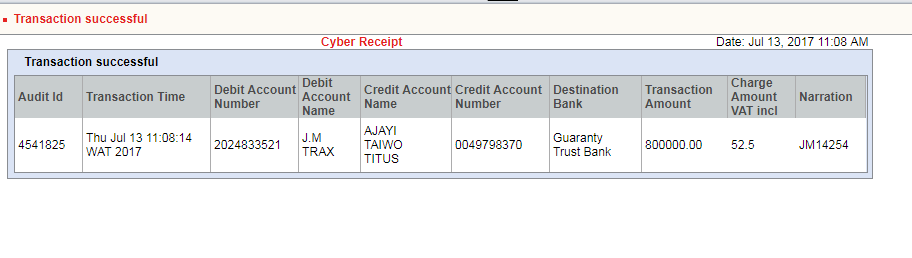 Transaction successful
Cyber Receipt
Date: Jul 13, 2017 11:08 AM
Transaction successful
Audit Id
Transaction Time
Debit Account
Number
Debit
Account
Name
Credit Account
Name
Credit Account
Number
Destination
Bank
Transaction
Amount
Charge
Amount
VAT incl
Narration
4541825
Thu Jul 13 11:08:14
WAT 2017
2024833521
J.M
TRAX
AJAYI
TAIWO
TITUS
0049798370
Guaranty
Trust Bank
800000.00
52.5
JM14254